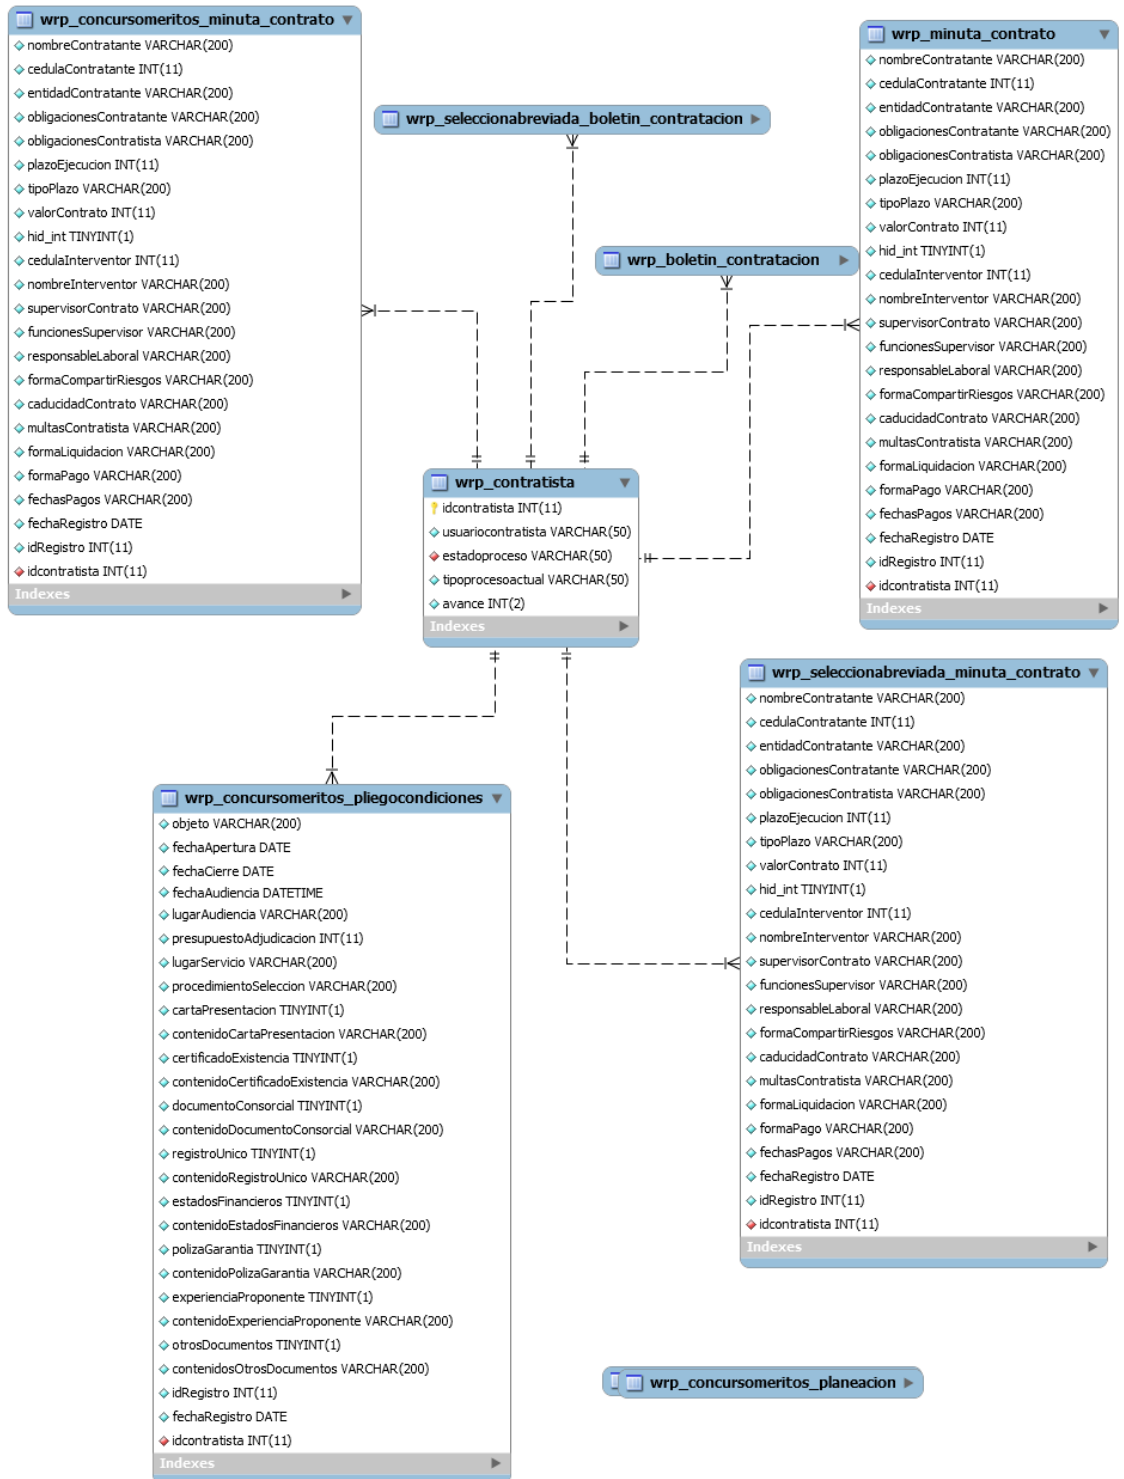 wrp_concursomeritos_minuta_contrato
nombreContratante VARCHAR(200)
cedulaContratante INT(11)
entidadContratante VARCHAR(200)
obligacionesContratante VARCHAR(200)
obligacionesContratista VARCHAR(200)
plazoEjecucion INT(11)
tipoPlazo VARCHAR(200)
valorContrato INT(11)
hid_int TINYINT(1)
cedulaInterventor INT(11)
nombreInterventor VARCHAR(200)
supervisorContrato VARCHAR(200)
funcionesSupervisor VARCHAR(200)
responsableLaboral VARCHAR(200)
formaCompartirRiesgos VARCHAR(200)
caducidadContrato VARCHAR(200)
multasContratista VARCHAR(200)
formaLiquidacion VARCHAR(200)
formaPago VARCHAR(200)
fechasPagos VARCHAR(200)
fechaRegistro DATE
idRegistro INT(11)
idcontratista INT(11)
Indexes
wrp_seleccionabreviada_boletin_contratacion
wrp_boletin_contratacion
wrp_minuta_contrato
nombreContratante VARCHAR(200)
cedulaContratante INT(11)
entidadContratante VARCHAR(200)
obligacionesContratante VARCHAR(200)
obligacionesContratista VARCHAR(200)
plazoEjecucion INT(11)
tipoPlazo VARCHAR(200)
valorContrato INT(11)
hid_int TINYINT(1)
cedulaInterventor INT(11)
nombreInterventor VARCHAR(200)
supervisorContrato VARCHAR(200)
funcionesSupervisor VARCHAR(200)
responsableLaboral VARCHAR(200)
formaCompartirRiesgos VARCHAR(200)
caducidadContrato VARCHAR(200)
multasContratista VARCHAR(200)
formaLiquidacion VARCHAR(200)
formaPago VARCHAR(200)
fechasPagos VARCHAR(200)
fechaRegistro DATE
idRegistro INT(11)
idcontratista INT(11)
Indexes
wrp_contratista
idcontratista INT(11)
usuariocontratista VARCHAR(50)
estadoproceso VARCHAR(50)
tipoprocesoactual VARCHAR(50)
avance INT(2)
Indexes
wrp_concursomeritos_pliegocondiciones
objeto VARCHAR(200)
fechaApertura DATE
fechaCierre DATE
fechaAudiencia DATETIME
lugarAudiencia VARCHAR(200)
presupuestoAdjudicacion INT(11)
lugarServicio VARCHAR(200)
procedimientoSeleccion VARCHAR(200)
cartaPresentacion TINYINT(1)
contenidoCartaPresentacion VARCHAR(200)
certificadoExistencia TINYINT(1)
contenidoCertificadoExistencia VARCHAR(200)
documentoConsorcial TINYINT(1)
contenidoDocumentoConsorcial VARCHAR(200)
registroUnico TINYINT(1)
contenidoRegistroUnico VARCHAR(200)
estadosFinancieros TINYINT(1)
contenidoEstadosFinancieros VARCHAR(200)
polizaGarantia TINYINT(1)
contenidoPolizaGarantia VARCHAR(200)
experienciaProponente TINYINT(1)
contenidoExperienciaProponente VARCHAR(200)
otrosDocumentos TINYINT(1)
contenidosOtrosDocumentos VARCHAR(200)
idRegistro INT(11)
fechaRegistro DATE
idcontratista INT(11)
Indexes
wrp_seleccionabreviada_minuta_contrato
nombreContratante VARCHAR(200)
cedulaContratante INT(11)
entidadContratante VARCHAR(200)
obligacionesContratante VARCHAR(200)
obligacionesContratista VARCHAR(200)
plazoEjecucion INT(11)
tipoPlazo VARCHAR(200)
valorContrato INT(11)
hid_int TINYINT(1)
cedulaInterventor INT(11)
nombreInterventor VARCHAR(200)
supervisorContrato VARCHAR(200)
funcionesSupervisor VARCHAR(200)
responsableLaboral VARCHAR(200)
formaCompartirRiesgos VARCHAR(200)
caducidadContrato VARCHAR(200)
multasContratista VARCHAR(200)
formaLiquidacion VARCHAR(200)
formaPago VARCHAR(200)
fechasPagos VARCHAR(200)
fechaRegistro DATE
idRegistro INT(11)
idcontratista INT(11)
Indexes
wrp_concursomeritos_planeacion